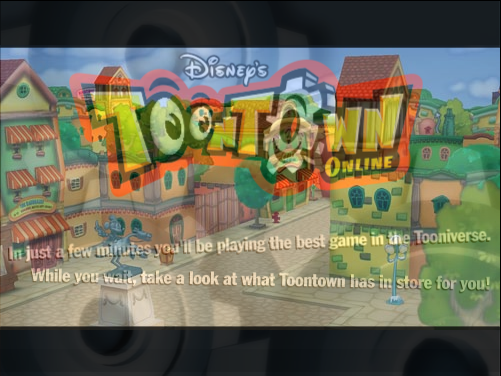 Disney's
Toontown
Online
In just a few minutes you'll be playing the best game in the Tooniverse.
While you wait, take a look at what Toontown has in store for you!